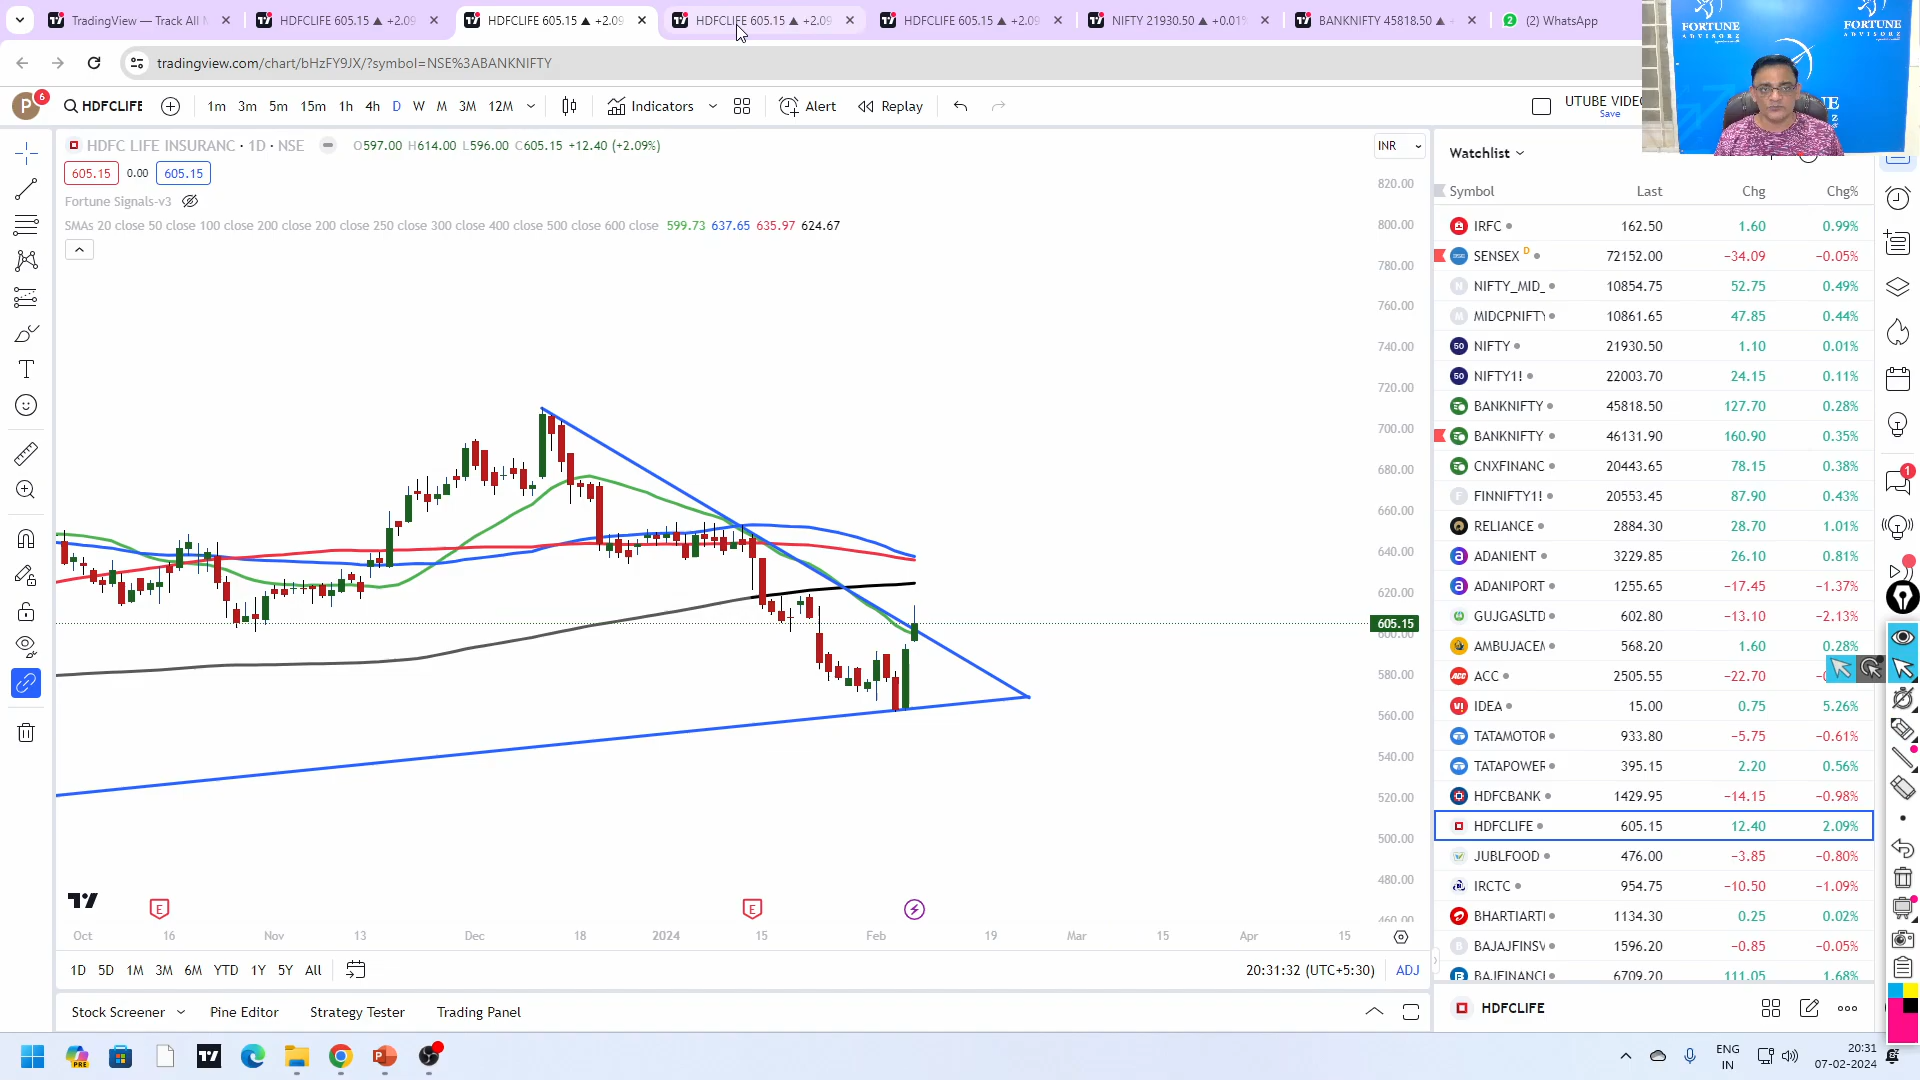 TradingView — Track All M
HDFCLIFE 605.15 ▲ +2.09
HDFCLIFE 605.15 ▲ +2.09
HDFCLIFE 605.15 ▲ +2.09
HDFCLIFE 605.15 ▲ +2.09
NIFTY 21930.50 ▲ +0.01%
BANKNIFTY 45818.50 ▲
2 (2) WhatsApp
FORTUNE
ADVISORZ
FORTUNE
ADVISORZ
tradingview.com/chart/bHzFY9JX/?symbol=NSE%3ABANKNIFTY
P 6 HDFCLIFE 1m 3m 5m 15m 1h 4h D W M 3M 12M Indicators Alert Replay
UTUBE VIDEO
Save
HDFC LIFE INSURANC · 1D · NSE O597.00 H614.00 L596.00 C605.15 +12.40 (+2.09%)
INR
605.15 0.00 605.15
Fortune Signals-v3
SMAs 20 close 50 close 100 close 200 close 200 close 250 close 300 close 400 close 500 close 600 close 599.73 637.65 635.97 624.67
820.00
800.00
780.00
760.00
740.00
720.00
700.00
680.00
660.00
640.00
620.00
605.15
600.00
580.00
560.00
540.00
520.00
500.00
480.00
460.00
E
E
Oct 16 Nov 13 Dec 18 2024 15 Feb 19 Mar 15 Apr 15
1D 5D 1M 3M 6M YTD 1Y 5Y All
20:31:32 (UTC+5:30) ADJ
Stock Screener Pine Editor Strategy Tester Trading Panel
Watchlist
Symbol Last Chg Chg%
IRFC 162.50 1.60 0.99%
SENSEX D 72152.00 −34.09 −0.05%
NIFTY_MID_ 10854.75 52.75 0.49%
MIDCPNIFTY 10861.65 47.85 0.44%
50 NIFTY 21930.50 1.10 0.01%
50 NIFTY1! 22003.70 24.15 0.11%
BANKNIFTY 45818.50 127.70 0.28%
BANKNIFTY 46131.90 160.90 0.35%
CNXFINANC 20443.65 78.15 0.38%
FINNIFTY1! 20553.45 87.90 0.43%
RELIANCE 2884.30 28.70 1.01%
ADANIENT 3229.85 26.10 0.81%
ADANIPORT 1255.65 −17.45 −1.37%
GUJGASLTD 602.80 −13.10 −2.13%
AMBUJACEM 568.20 1.60 0.28%
ACC 2505.55 −22.70
IDEA 15.00 0.75 5.26%
TATAMOTOR 933.80 −5.75 −0.61%
TATAPOWER 395.15 2.20 0.56%
HDFCBANK 1429.95 −14.15 −0.98%
HDFCLIFE 605.15 12.40 2.09%
JUBLFOOD 476.00 −3.85 −0.80%
IRCTC 954.75 −10.50 −1.09%
BHARTIARTL 1134.30 0.25 0.02%
BAJAJFINSV 1596.20 −0.85 −0.05%
BAJFINANCE 6709.20 111.05 1.68%
HDFCLIFE
1
ENG
IN
20:31
07-02-2024